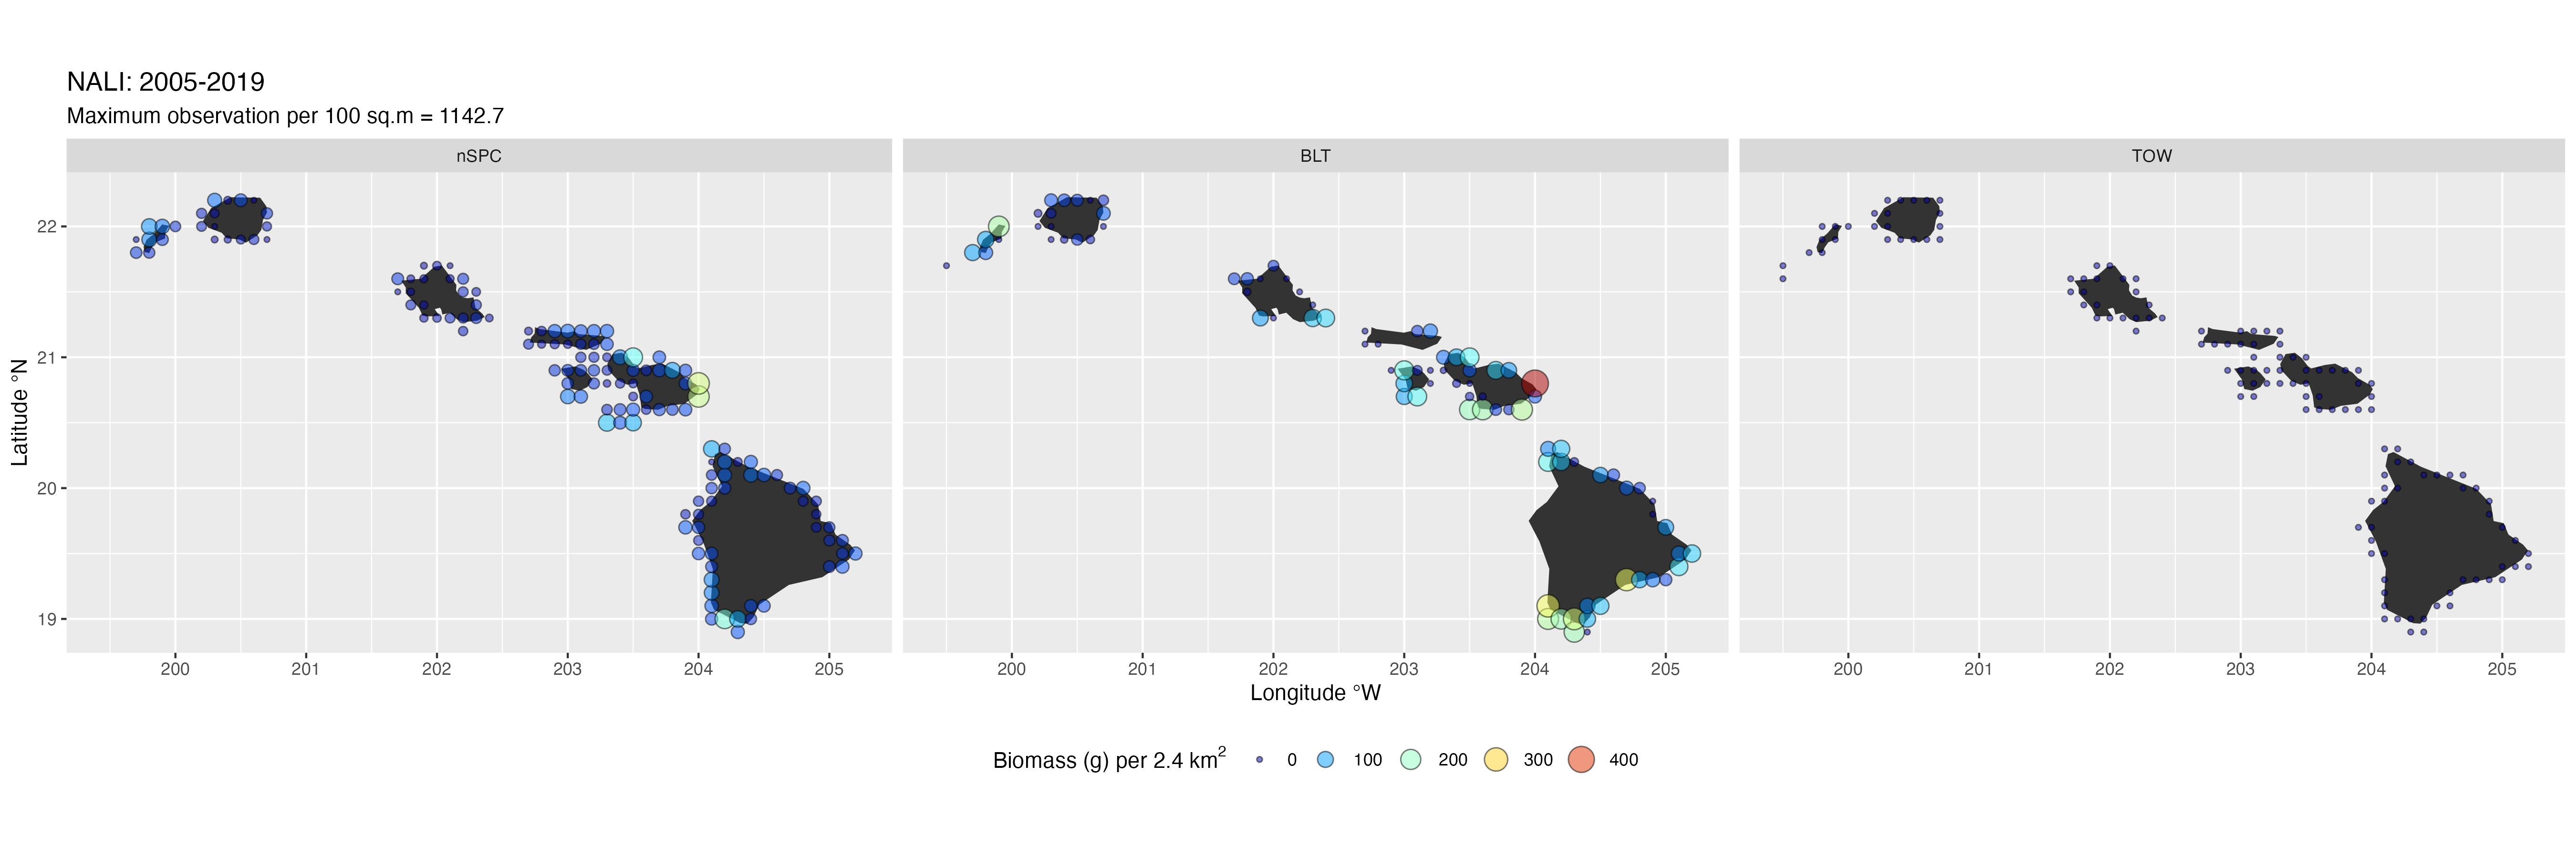 NALI: 2005-2019
Maximum observation per 100 sq.m = 1142.7
nSPC BLT TOW
22
21
20
19
Latitude °N
200 201 202 203 204 205 200 201 202 203 204 205 200 201 202 203 204 205
Longitude °W
Biomass (g) per 2.4 km² 0 100 200 300 400